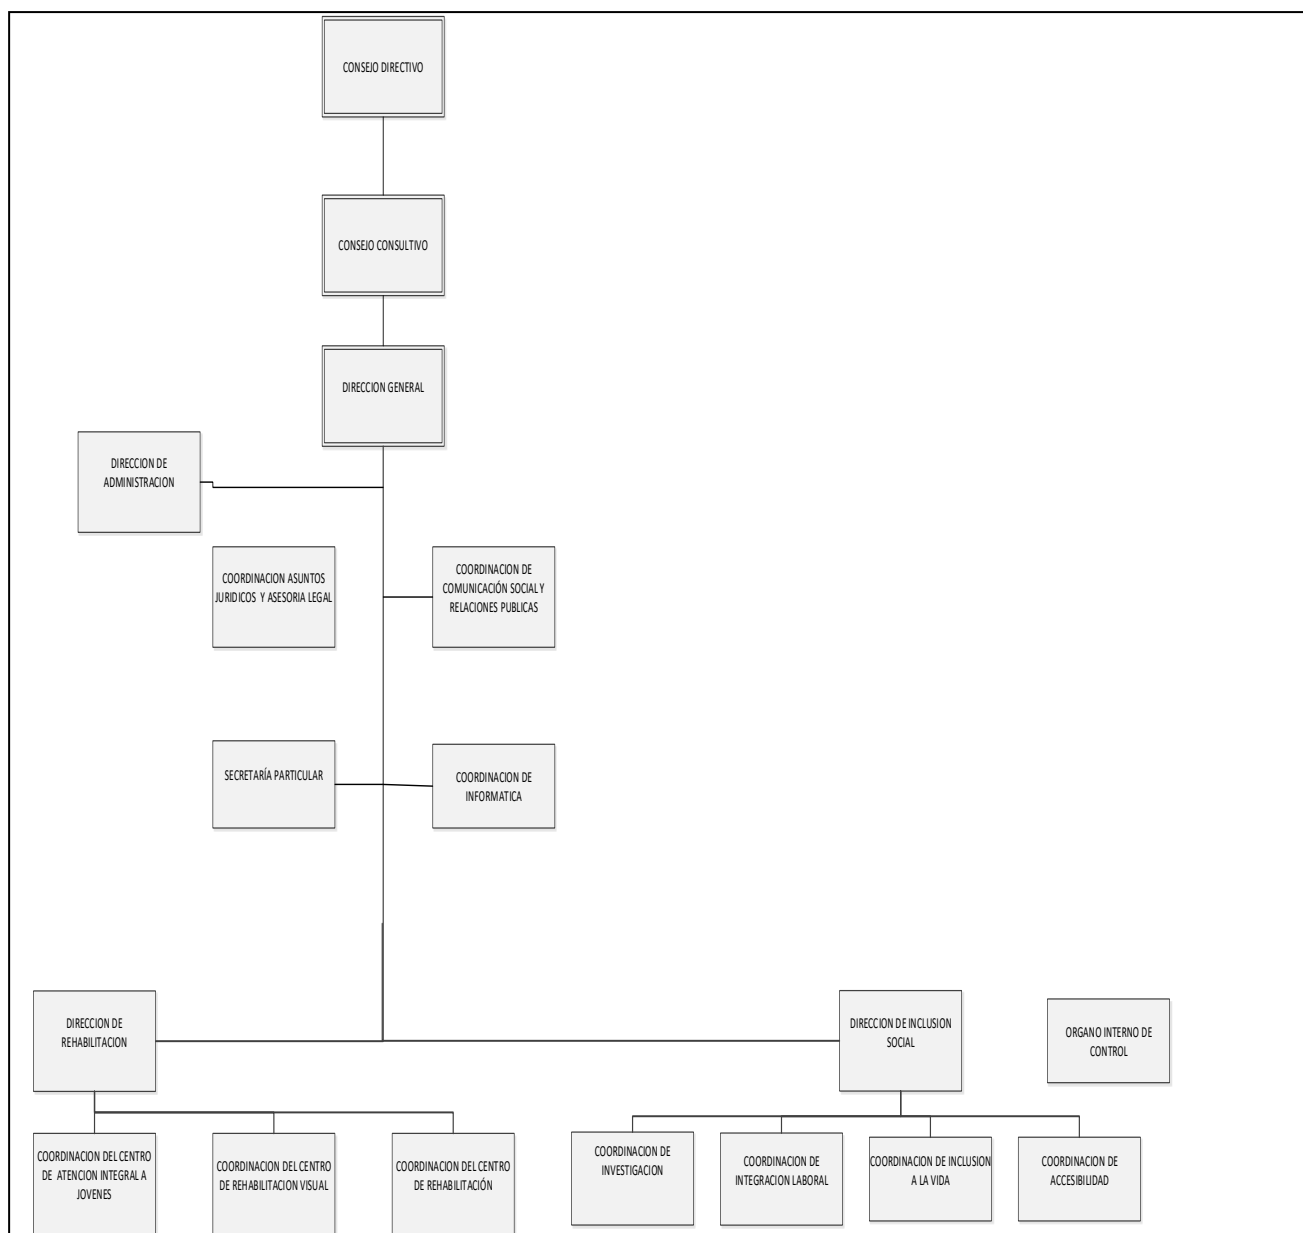 CONSEJO DIRECTIVO
CONSEJO CONSULTIVO
DIRECCION GENERAL
DIRECCION DE
ADMINISTRACION
COORDINACION ASUNTOS
JURIDICOS Y ASESORIA LEGAL
COORDINACION DE
COMUNICACIÓN SOCIAL Y
RELACIONES PUBLICAS
SECRETARÍA PARTICULAR
COORDINACION DE
INFORMATICA
DIRECCION DE
REHABILITACION
DIRECCION DE INCLUSION
SOCIAL
ORGANO INTERNO DE
CONTROL
COORDINACION DEL CENTRO
DE ATENCION INTEGRAL A
JOVENES
COORDINACION DEL CENTRO
DE REHABILITACION VISUAL
COORDINACION DEL CENTRO
DE REHABILITACIÓN
COORDINACION DE
INVESTIGACION
COORDINACION DE
INTEGRACION LABORAL
COORDINACION DE INCLUSION
A LA VIDA
COORDINACION DE
ACCESIBILIDAD